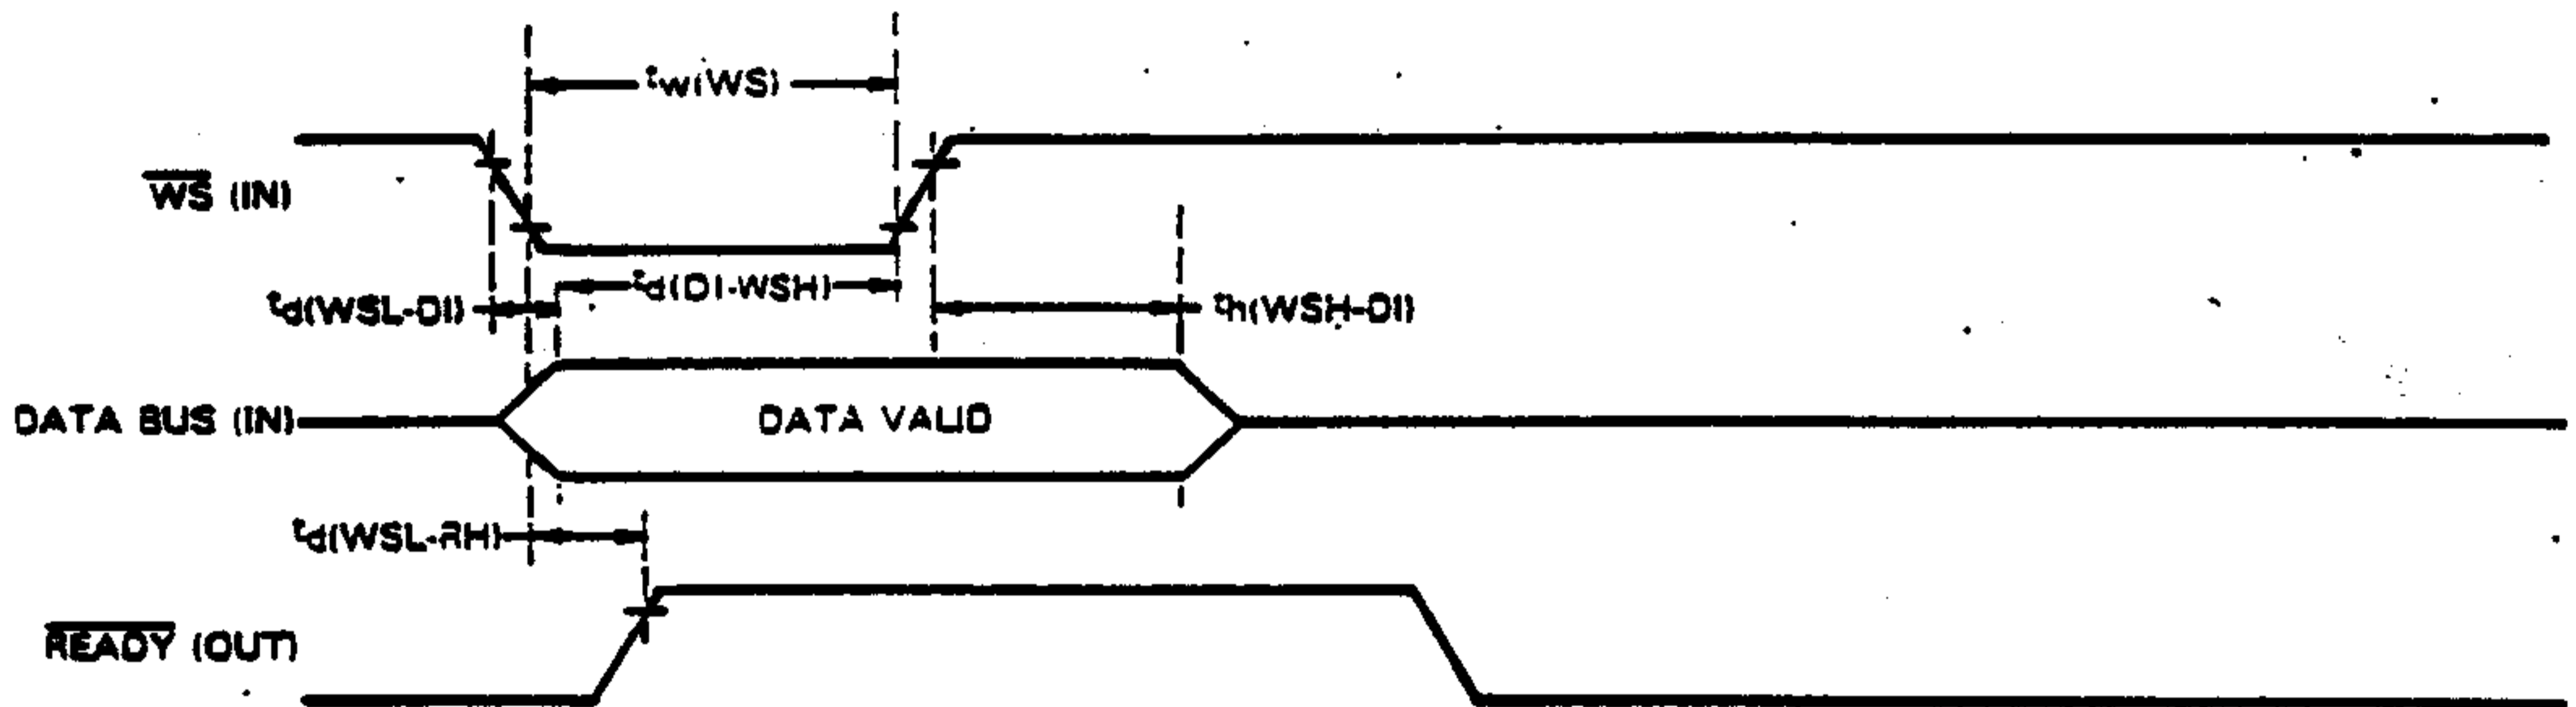 tw(WS)
WS (IN)
td(DI-WSH)
td(WSL-DI)
th(WSH-DI)
DATA BUS (IN)
DATA VALID
td(WSL-RH)
READY (OUT)